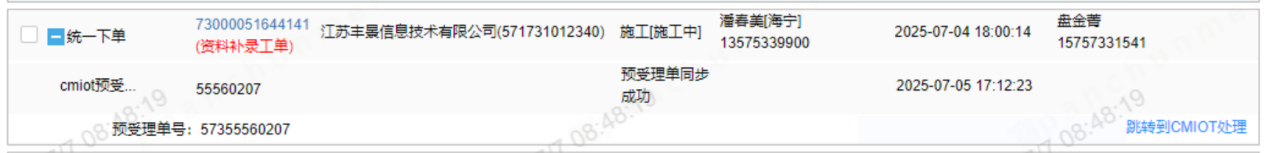 统一下单 73000051644141 (资料补录工单) 江苏丰景信息技术有限公司(571731012340) 施工[施工中] 潘春美[海宁] 13575339900 2025-07-04 18:00:14 盘金菁 15757331541
cmiot预受... 55560207 预受理单同步成功 2025-07-05 17:12:23
预受理单号：57355560207 跳转到CMIOT处理